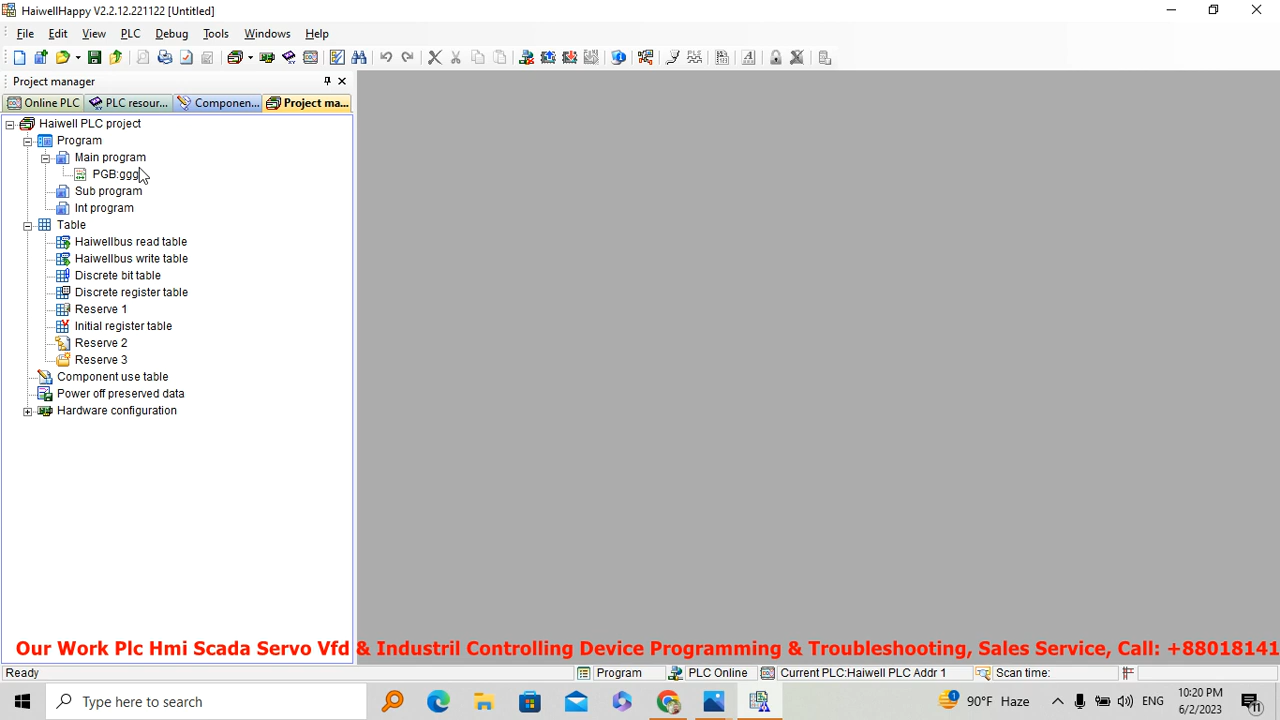 HaiwellHappy V2.2.12.221122 [Untitled]
File Edit View PLC Debug Tools Windows Help
Project manager
Online PLC PLC resour... Componen... Project ma...
Haiwell PLC project
Program
Main program
PGB:ggg
Sub program
Int program
Table
Haiwellbus read table
Haiwellbus write table
Discrete bit table
Discrete register table
Reserve 1
Initial register table
Reserve 2
Reserve 3
Component use table
Power off preserved data
Hardware configuration
Our Work Plc Hmi Scada Servo Vfd & Industril Controlling Device Programming & Troubleshooting, Sales Service, Call: +88018141
Ready Program PLC Online Current PLC:Haiwell PLC Addr 1 Scan time:
Type here to search 90°F Haze ENG 10:20 PM
6/2/2023 11